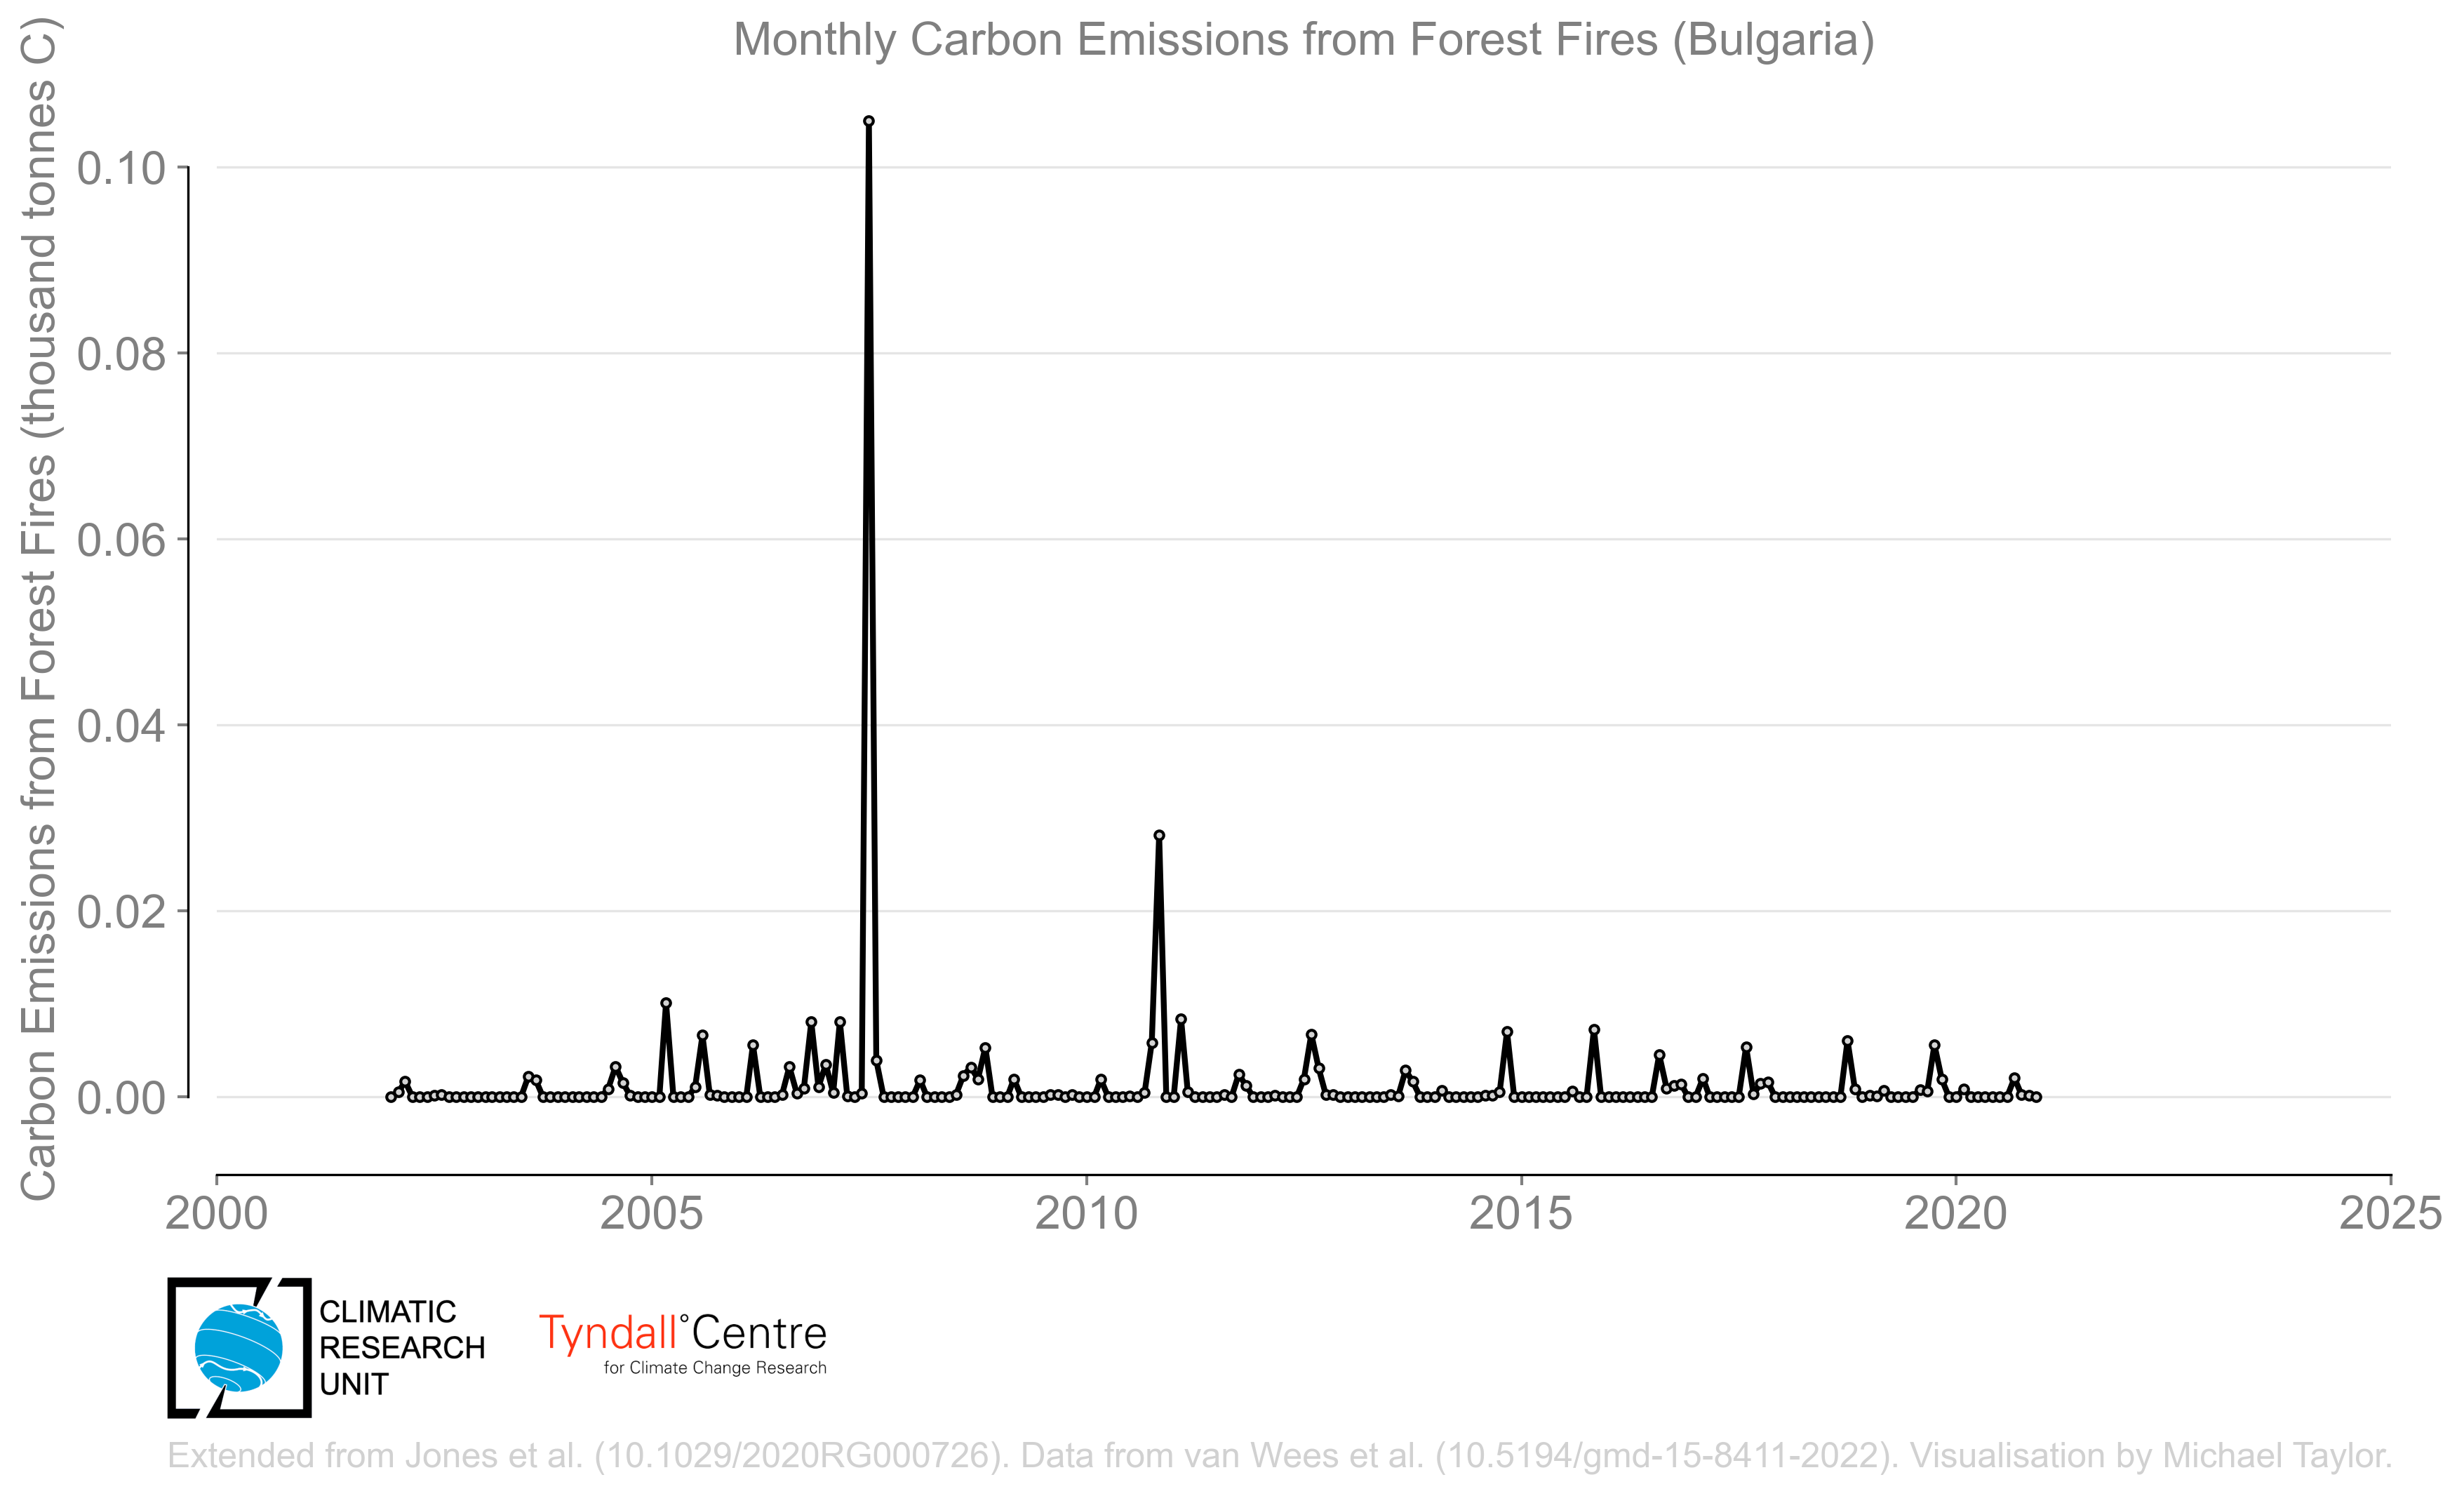 Monthly Carbon Emissions from Forest Fires (Bulgaria)
Carbon Emissions from Forest Fires (thousand tonnes C)
0.10
0.08
0.06
0.04
0.02
0.00
2000 2005 2010 2015 2020 2025
CLIMATIC
RESEARCH
UNIT
Tyndall°Centre
for Climate Change Research
Extended from Jones et al. (10.1029/2020RG000726). Data from van Wees et al. (10.5194/gmd-15-8411-2022). Visualisation by Michael Taylor.